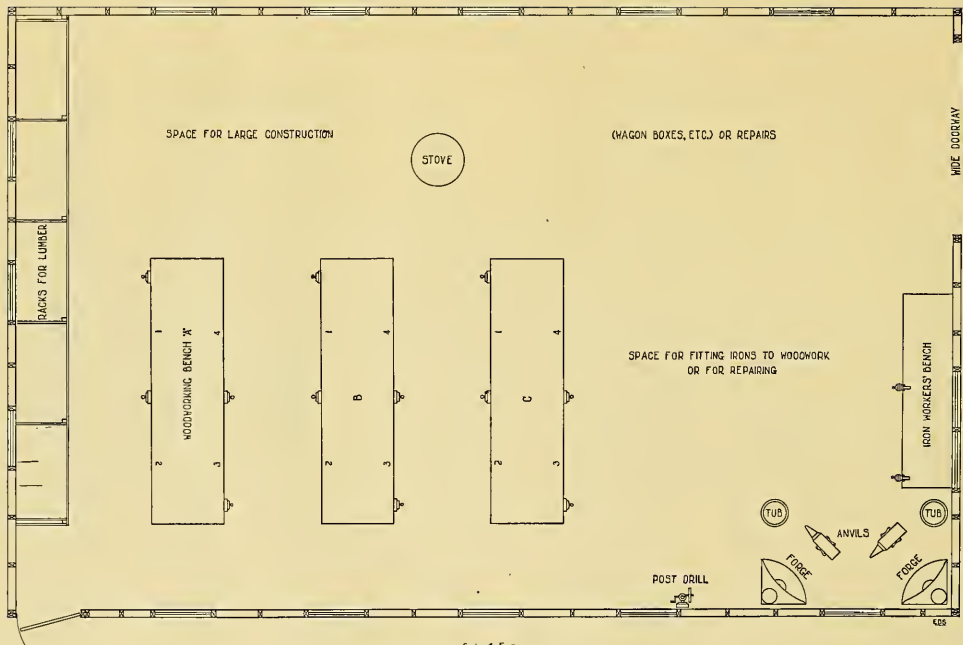 SPACE FOR LARGE CONSTRUCTION
(WAGON BOXES, ETC.) OR REPAIRS
STOVE
WIDE DOORWAY
RACKS FOR LUMBER
WOODWORKING BENCH "A"
1
4
2
3
B
1
4
2
3
C
1
4
2
3
SPACE FOR FITTING IRONS TO WOODWORK
OR FOR REPAIRING
IRON WORKERS' BENCH
TUB
TUB
ANVILS
FORGE
FORGE
POST DRILL